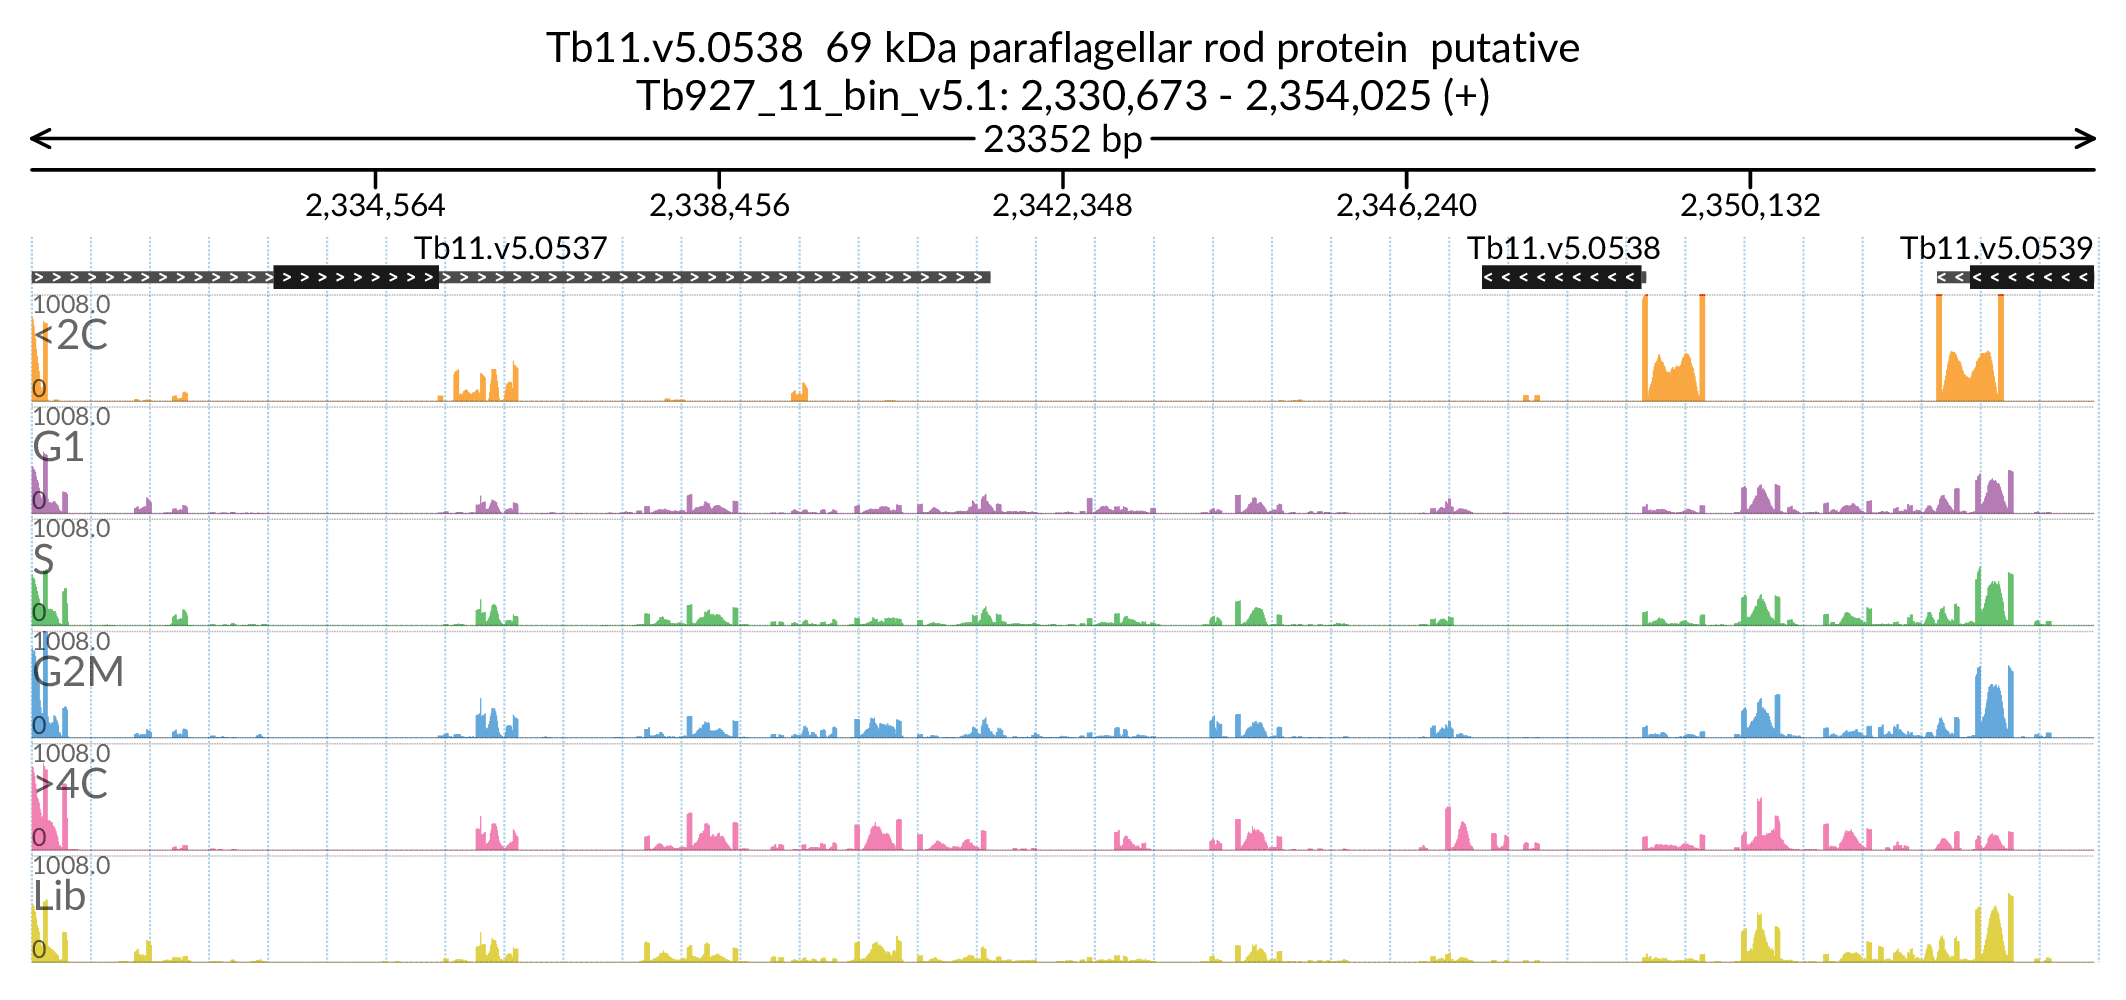 Tb11.v5.0538 69 kDa paraflagellar rod protein putative
Tb927_11_bin_v5.1: 2,330,673 - 2,354,025 (+)
23352 bp
2,334,564 2,338,456 2,342,348 2,346,240 2,350,132
Tb11.v5.0537 Tb11.v5.0538 Tb11.v5.0539
1008.0
<2C
0
1008.0
G1
0
1008.0
S
0
1008.0
G2M
0
1008.0
>4C
0
1008.0
Lib
0